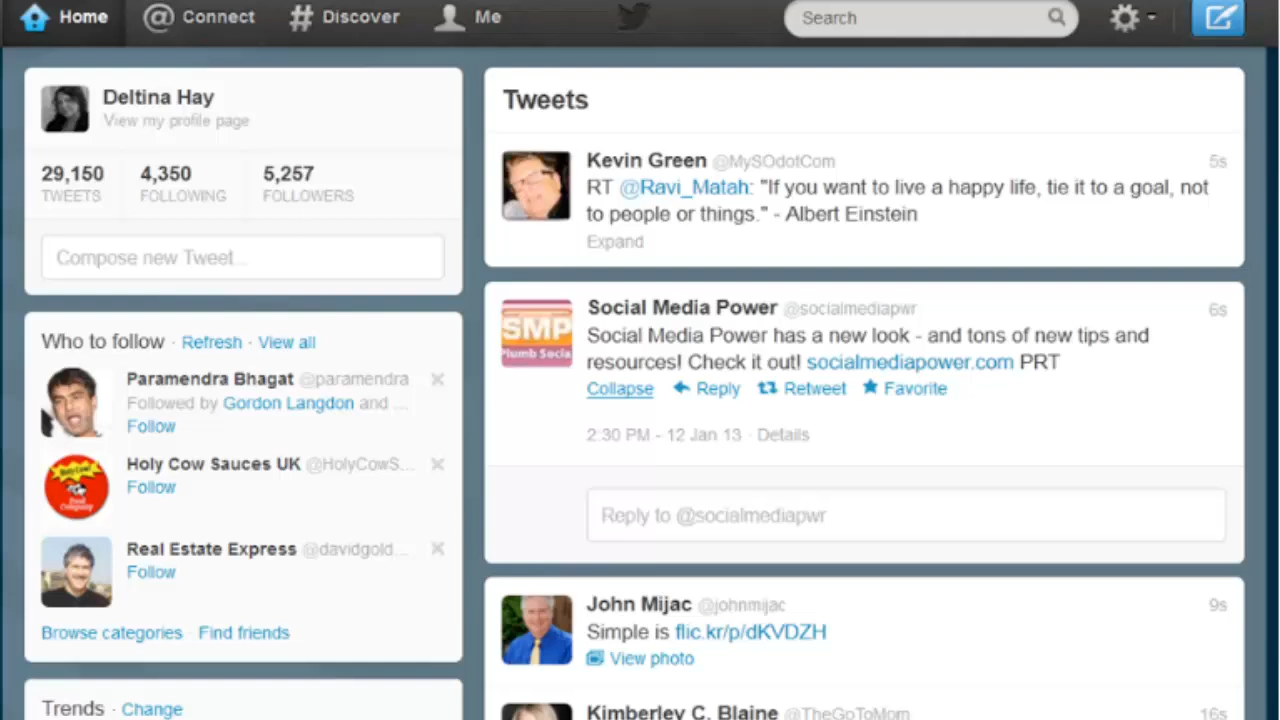 Home
Connect
Discover
Me
Search
Deltina Hay
View my profile page
29,150
4,350
5,257
TWEETS
FOLLOWING
FOLLOWERS
Compose new Tweet...
Who to follow · Refresh · View all
Paramendra Bhagat @paramendra
Followed by Gordon Langdon and ...
Follow
Holy Cow Sauces UK @HolyCowS...
Follow
Real Estate Express @davidgold...
Follow
Browse categories · Find friends
Trends · Change
Tweets
Kevin Green @MySOdotCom
5s
RT @Ravi_Matah: "If you want to live a happy life, tie it to a goal, not
to people or things." - Albert Einstein
Expand
SMP
Plumb Socia
Social Media Power @socialmediapwr
6s
Social Media Power has a new look - and tons of new tips and
resources! Check it out! socialmediapower.com PRT
Collapse Reply Retweet Favorite
2:30 PM - 12 Jan 13 · Details
Reply to @socialmediapwr
John Mijac @johnmijac
9s
Simple is flic.kr/p/dKVDZH
View photo
Kimberley C. Blaine @TheGoToMom
16s